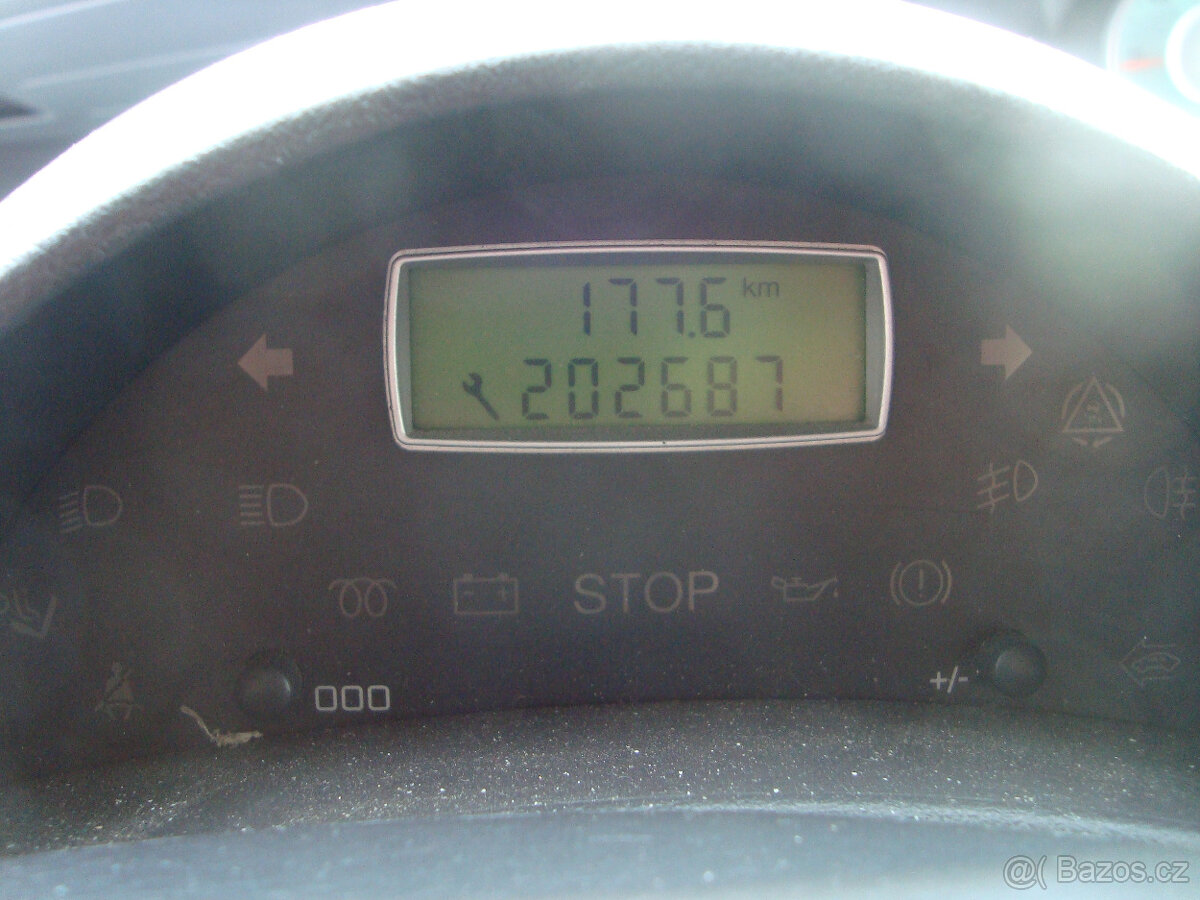 177.6 km
202687
STOP
000
+/-
@( Bazos.cz